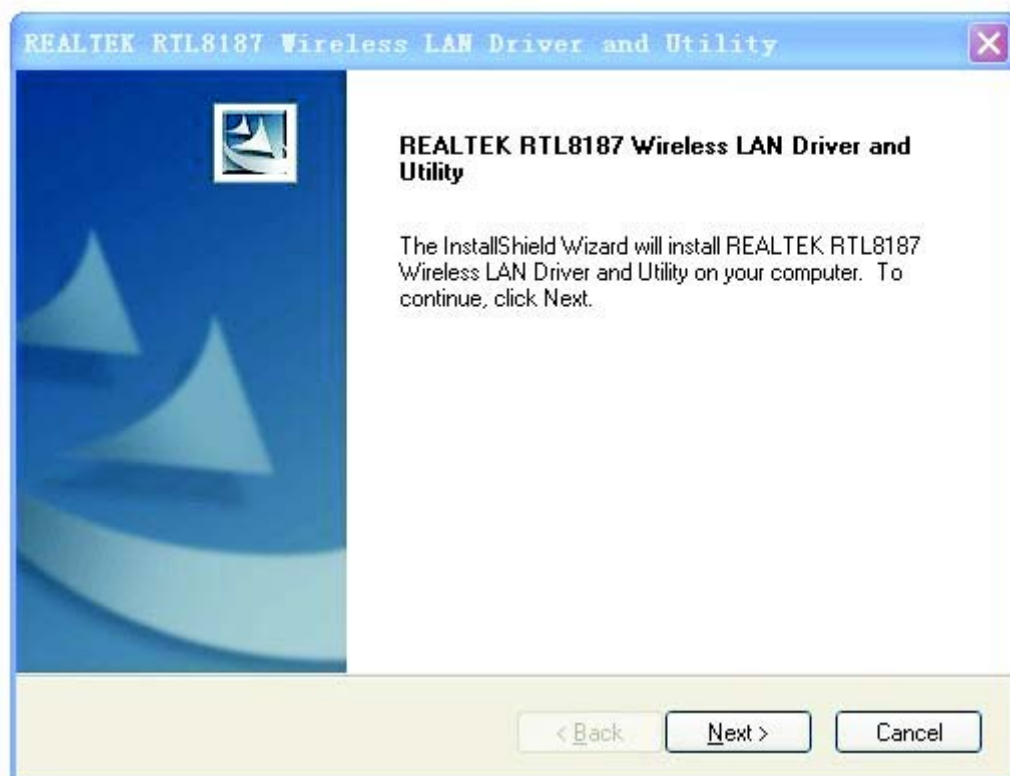 REALTEK RTL8187 Wireless LAN Driver and Utility
REALTEK RTL8187 Wireless LAN Driver and
Utility
The InstallShield Wizard will install REALTEK RTL8187
Wireless LAN Driver and Utility on your computer. To
continue, click Next.
< Back
Next >
Cancel